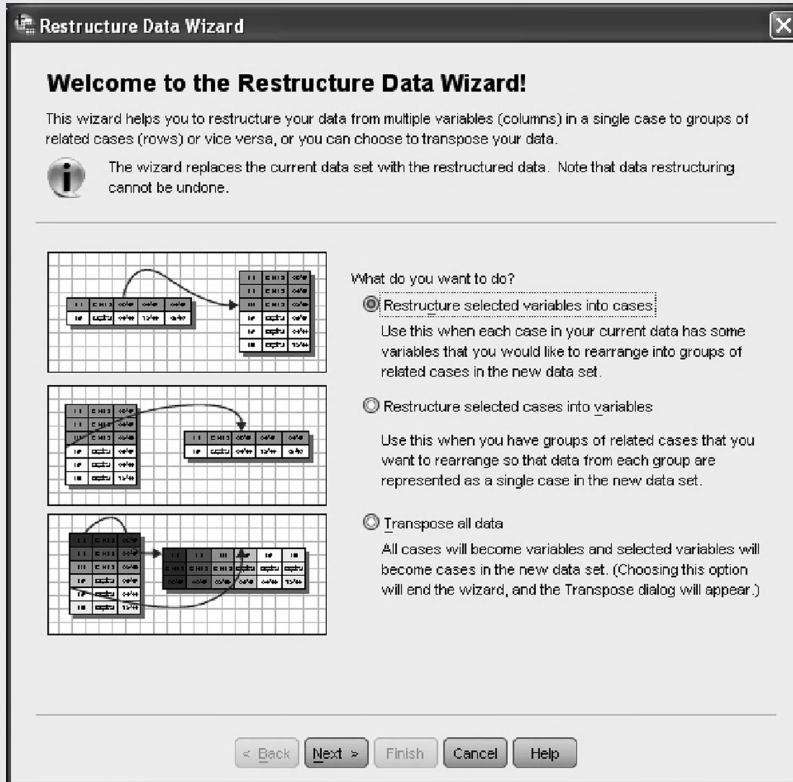 Restructure Data Wizard
Welcome to the Restructure Data Wizard!
This wizard helps you to restructure your data from multiple variables (columns) in a single case to groups of
related cases (rows) or vice versa, or you can choose to transpose your data.
The wizard replaces the current data set with the restructured data. Note that data restructuring
cannot be undone.
What do you want to do?
Restructure selected variables into cases
Use this when each case in your current data has some
variables that you would like to rearrange into groups of
related cases in the new data set.
Restructure selected cases into variables
Use this when you have groups of related cases that you
want to rearrange so that data from each group are
represented as a single case in the new data set.
Transpose all data
All cases will become variables and selected variables will
become cases in the new data set. (Choosing this option
will end the wizard, and the Transpose dialog will appear.)
< Back Next > Finish Cancel Help